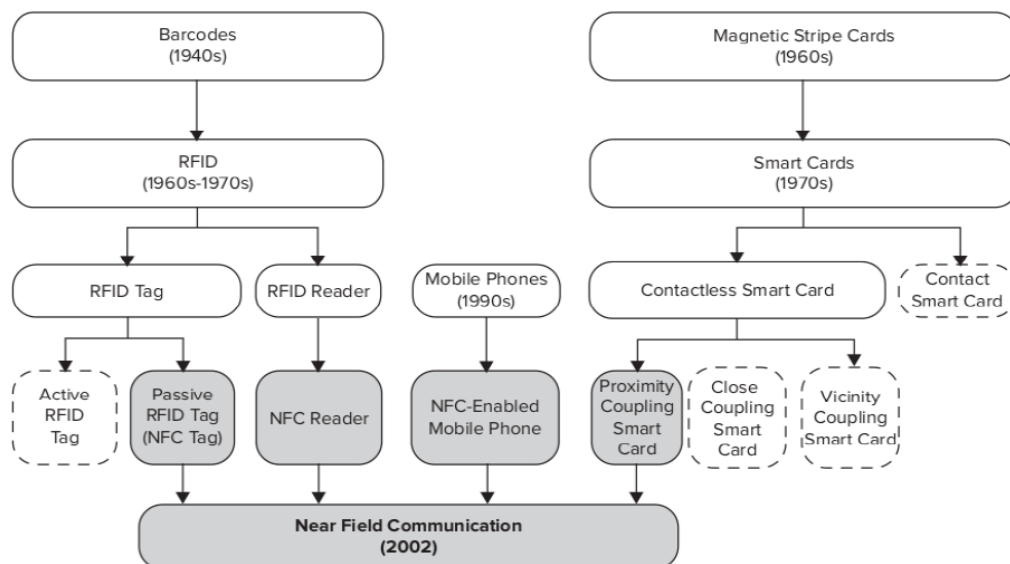 Barcodes
(1940s)
Magnetic Stripe Cards
(1960s)
RFID
(1960s-1970s)
Smart Cards
(1970s)
RFID Tag
RFID Reader
Mobile Phones
(1990s)
Contactless Smart Card
Contact
Smart Card
Active
RFID
Tag
Passive
RFID Tag
(NFC Tag)
NFC Reader
NFC-Enabled
Mobile Phone
Proximity
Coupling
Smart
Card
Close
Coupling
Smart
Card
Vicinity
Coupling
Smart Card
Near Field Communication
(2002)